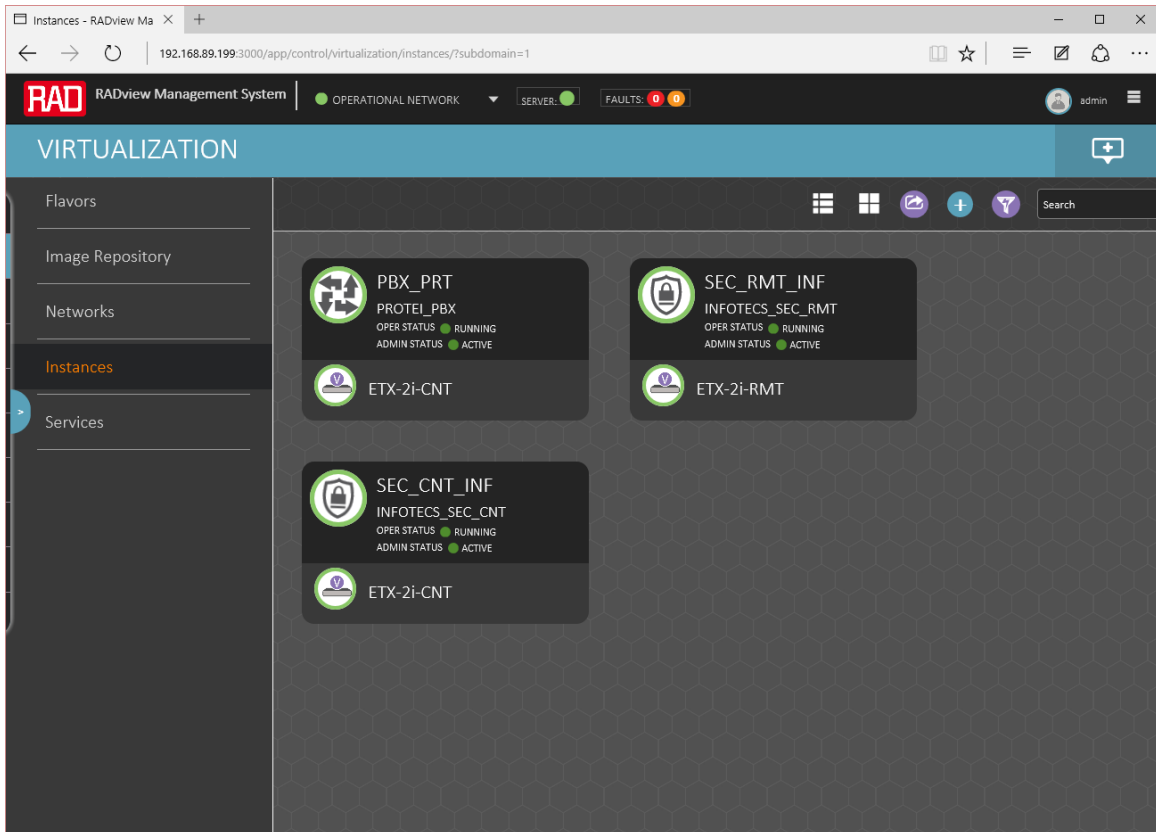 Instances - RADview Ma
192.168.89.199:3000/app/control/virtualization/instances/?subdomain=1
RAD RADview Management System OPERATIONAL NETWORK SERVER: FAULTS: 0 0 admin
VIRTUALIZATION
Flavors
Image Repository
Networks
Instances
Services
>
Search
PBX_PRT
PROTEI_PBX
OPER STATUS RUNNING
ADMIN STATUS ACTIVE
V
ETX-2i-CNT
SEC_RMT_INF
INFOTECS_SEC_RMT
OPER STATUS RUNNING
ADMIN STATUS ACTIVE
V
ETX-2i-RMT
SEC_CNT_INF
INFOTECS_SEC_CNT
OPER STATUS RUNNING
ADMIN STATUS ACTIVE
V
ETX-2i-CNT